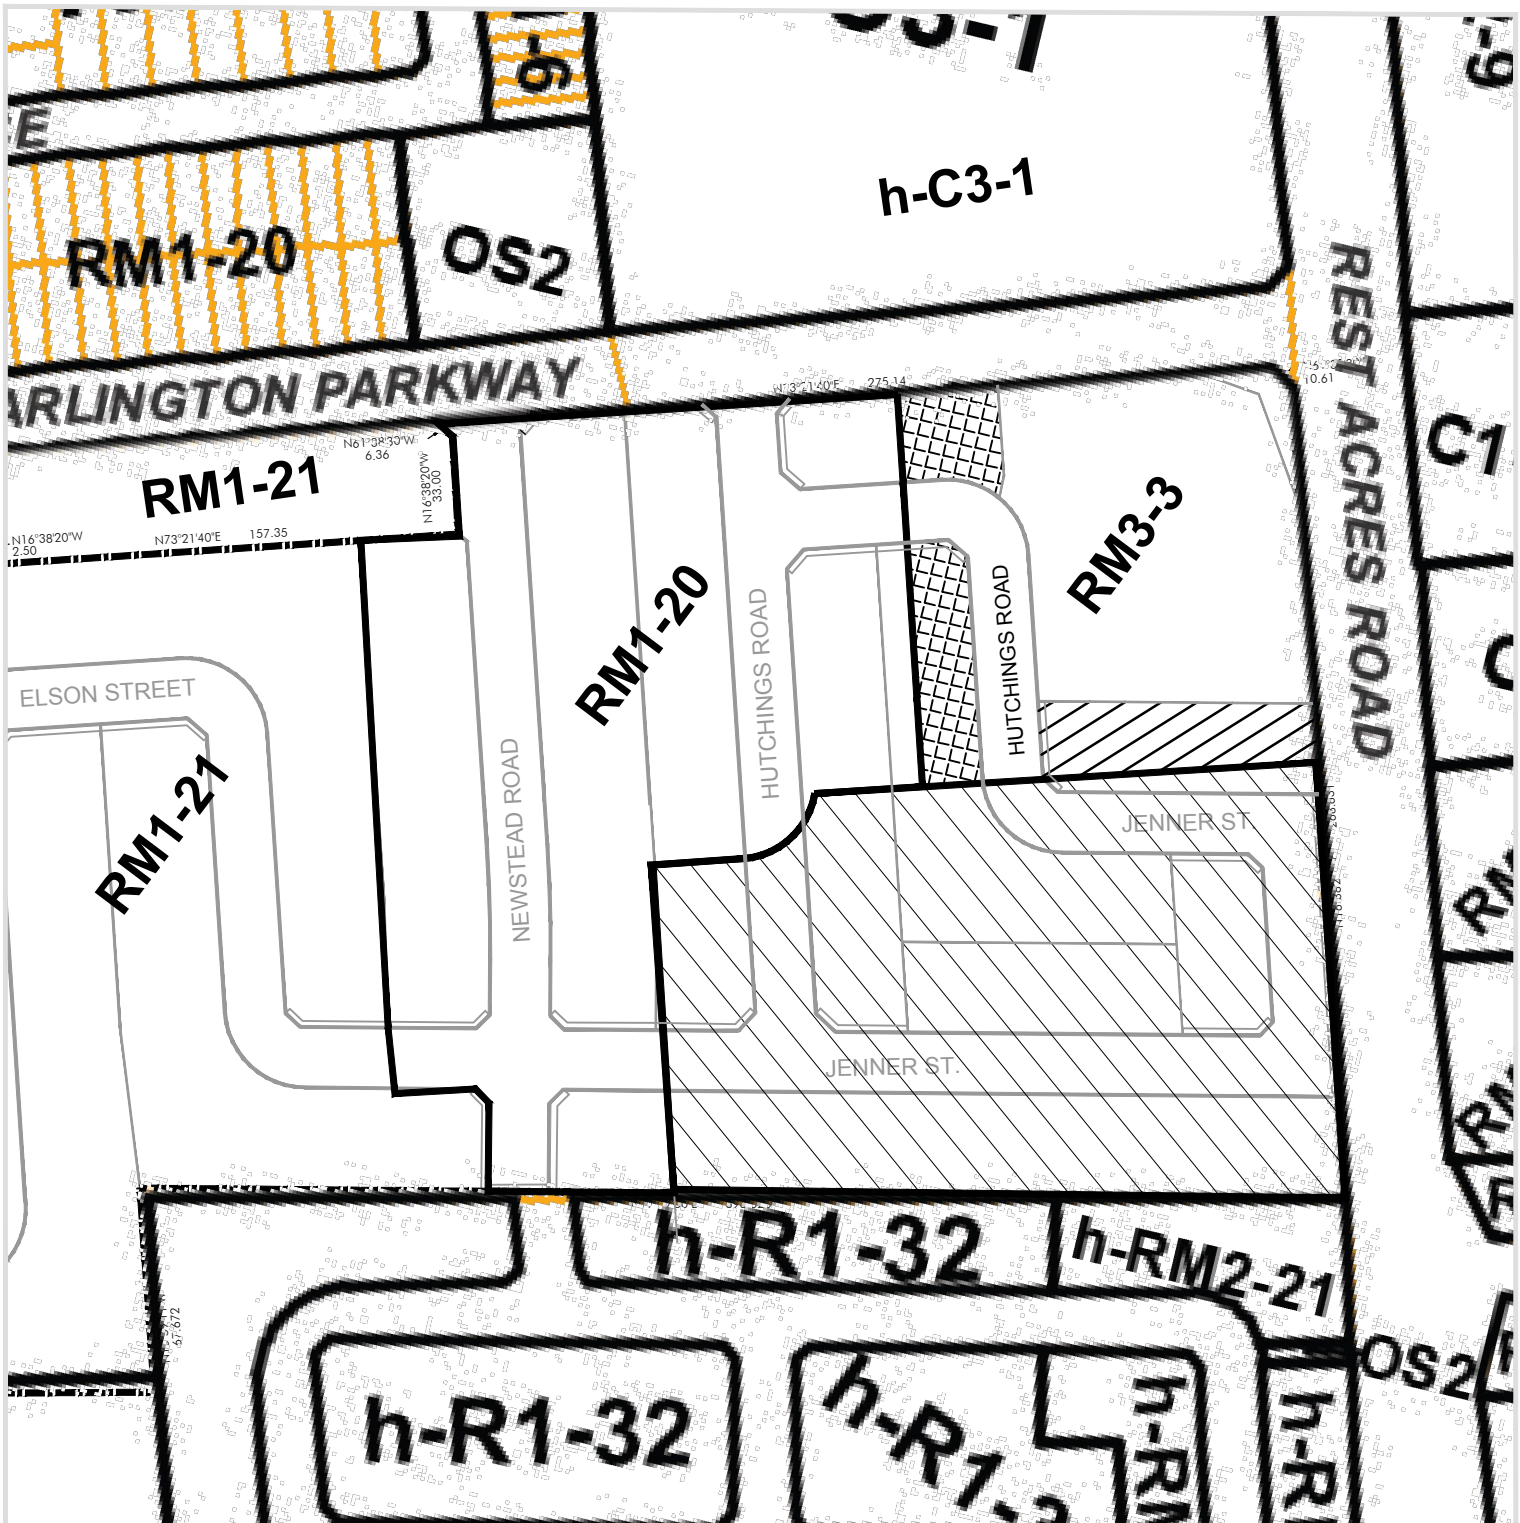 h-C3-1
RM1-20
OS2
REST ACRES ROAD
ARLINGTON PARKWAY
275.14
10.61
N61°38'30"W
6.36
N16°38'20"W
33.00
RM1-21
N16°38'20"W
2.50
N73°21'40"E
157.35
C1
RM3-3
RM1-20
HUTCHINGS ROAD
HUTCHINGS ROAD
ELSON STREET
RM1-21
NEWSTEAD ROAD
JENNER ST.
JENNER ST.
h-R1-32
h-RM2-21
67.672
OS2
h-R1-32